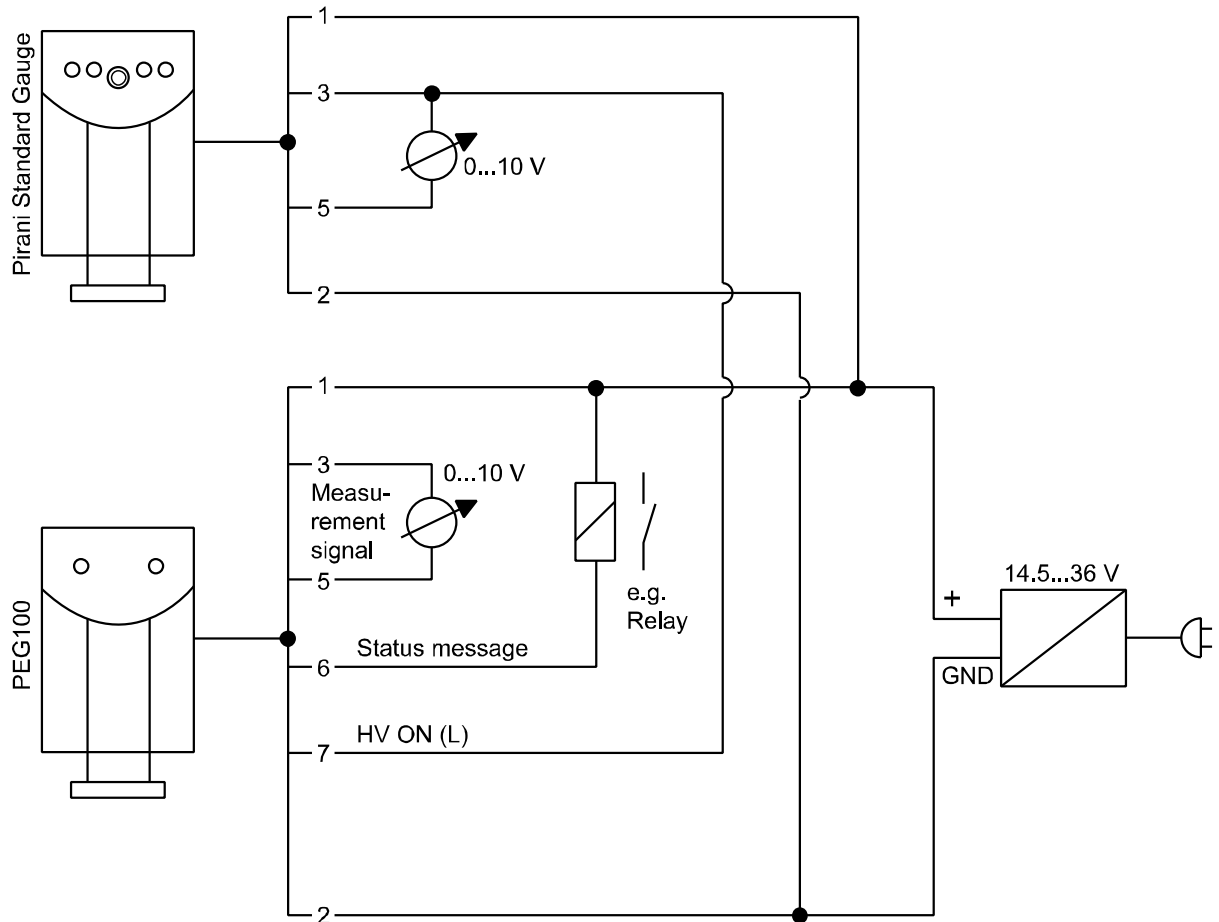 Pirani Standard Gauge
1
3
0...10 V
5
2
1
3
0...10 V
Measu-
rement
signal
5
e.g.
Relay
14.5...36 V
+
GND
PEG100
6
Status message
7
HV ON (L)
2